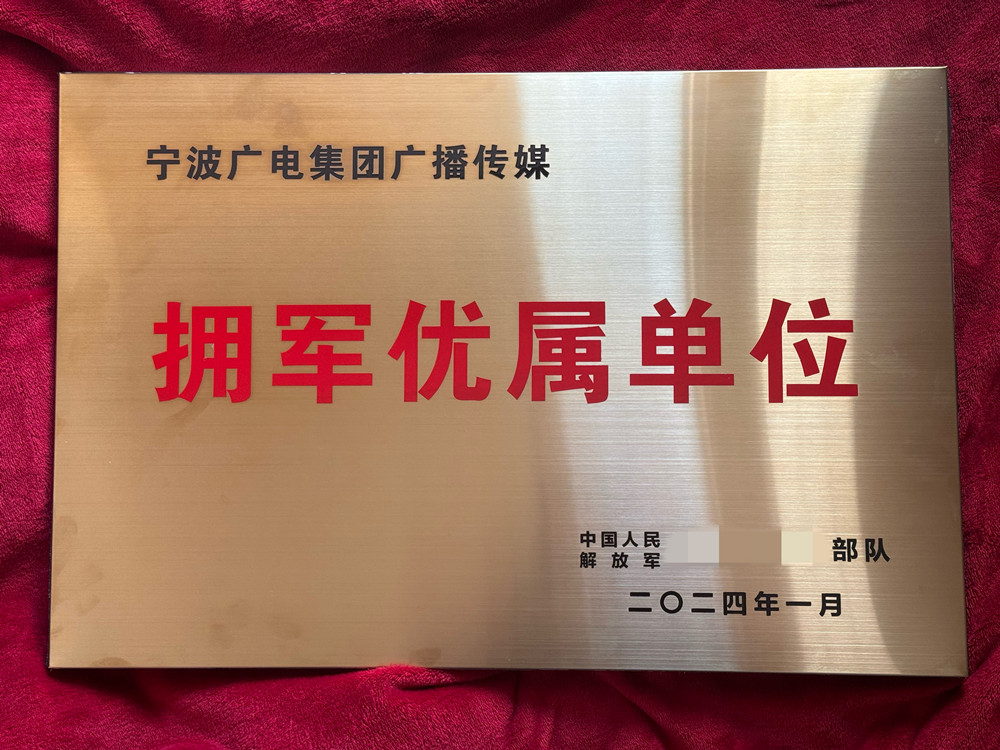 宁波广电集团广播传媒
拥军优属单位
中国人民
解放军
部队
二〇二四年一月